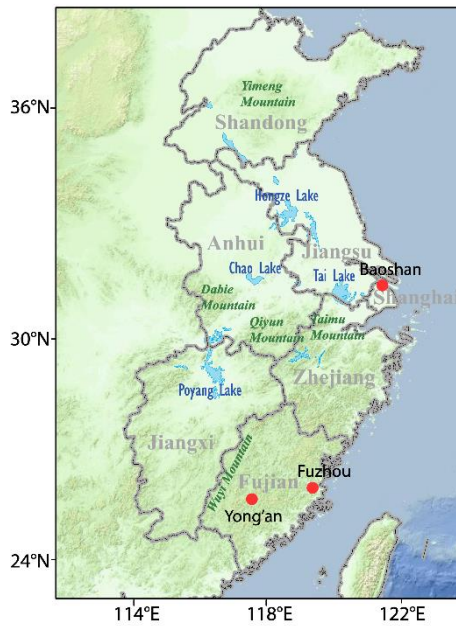 36°N
Yimeng
Mountain
Shandong
Hongze Lake
Anhui
Jiangsu
Chao Lake
Tai Lake
Baoshan
Shanghai
Dabie
Mountain
Qiyun
Mountain
Taimu
Mountain
30°N
Zhejiang
Poyang Lake
Jiangxi
Wuyi Mountain
Fujian
Fuzhou
Yong'an
24°N
114°E
118°E
122°E